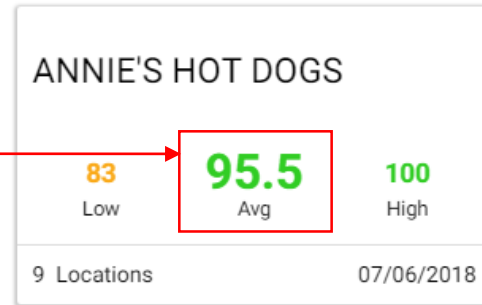 ANNIE'S HOT DOGS
83 95.5 100
Low Avg High
9 Locations 07/06/2018